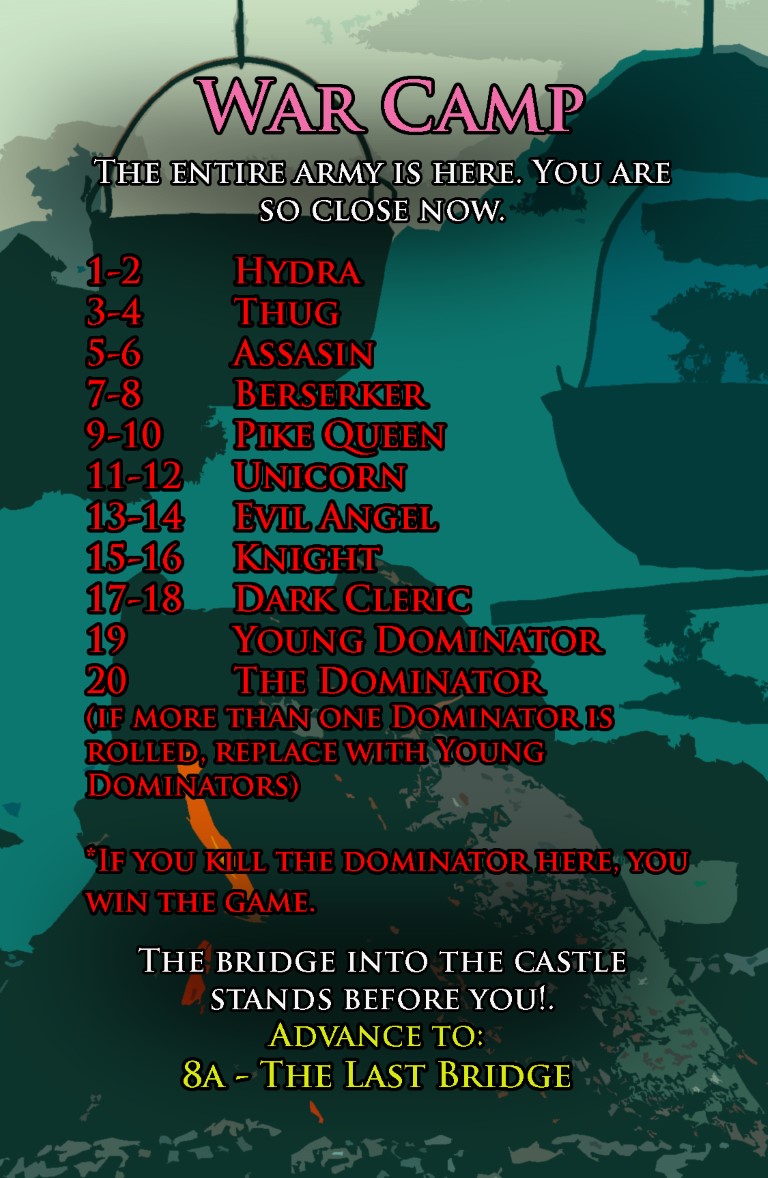 War Camp
The entire army is here. You are
so close now.
1-2 Hydra
3-4 Thug
5-6 Assasin
7-8 Berserker
9-10 Pike Queen
11-12 Unicorn
13-14 Evil Angel
15-16 Knight
17-18 Dark Cleric
19 Young Dominator
20 The Dominator
(if more than one Dominator is
rolled, replace with Young
Dominators)
*If you kill the dominator here, you
win the game.
The bridge into the castle
stands before you!.
Advance to:
8a - The Last Bridge